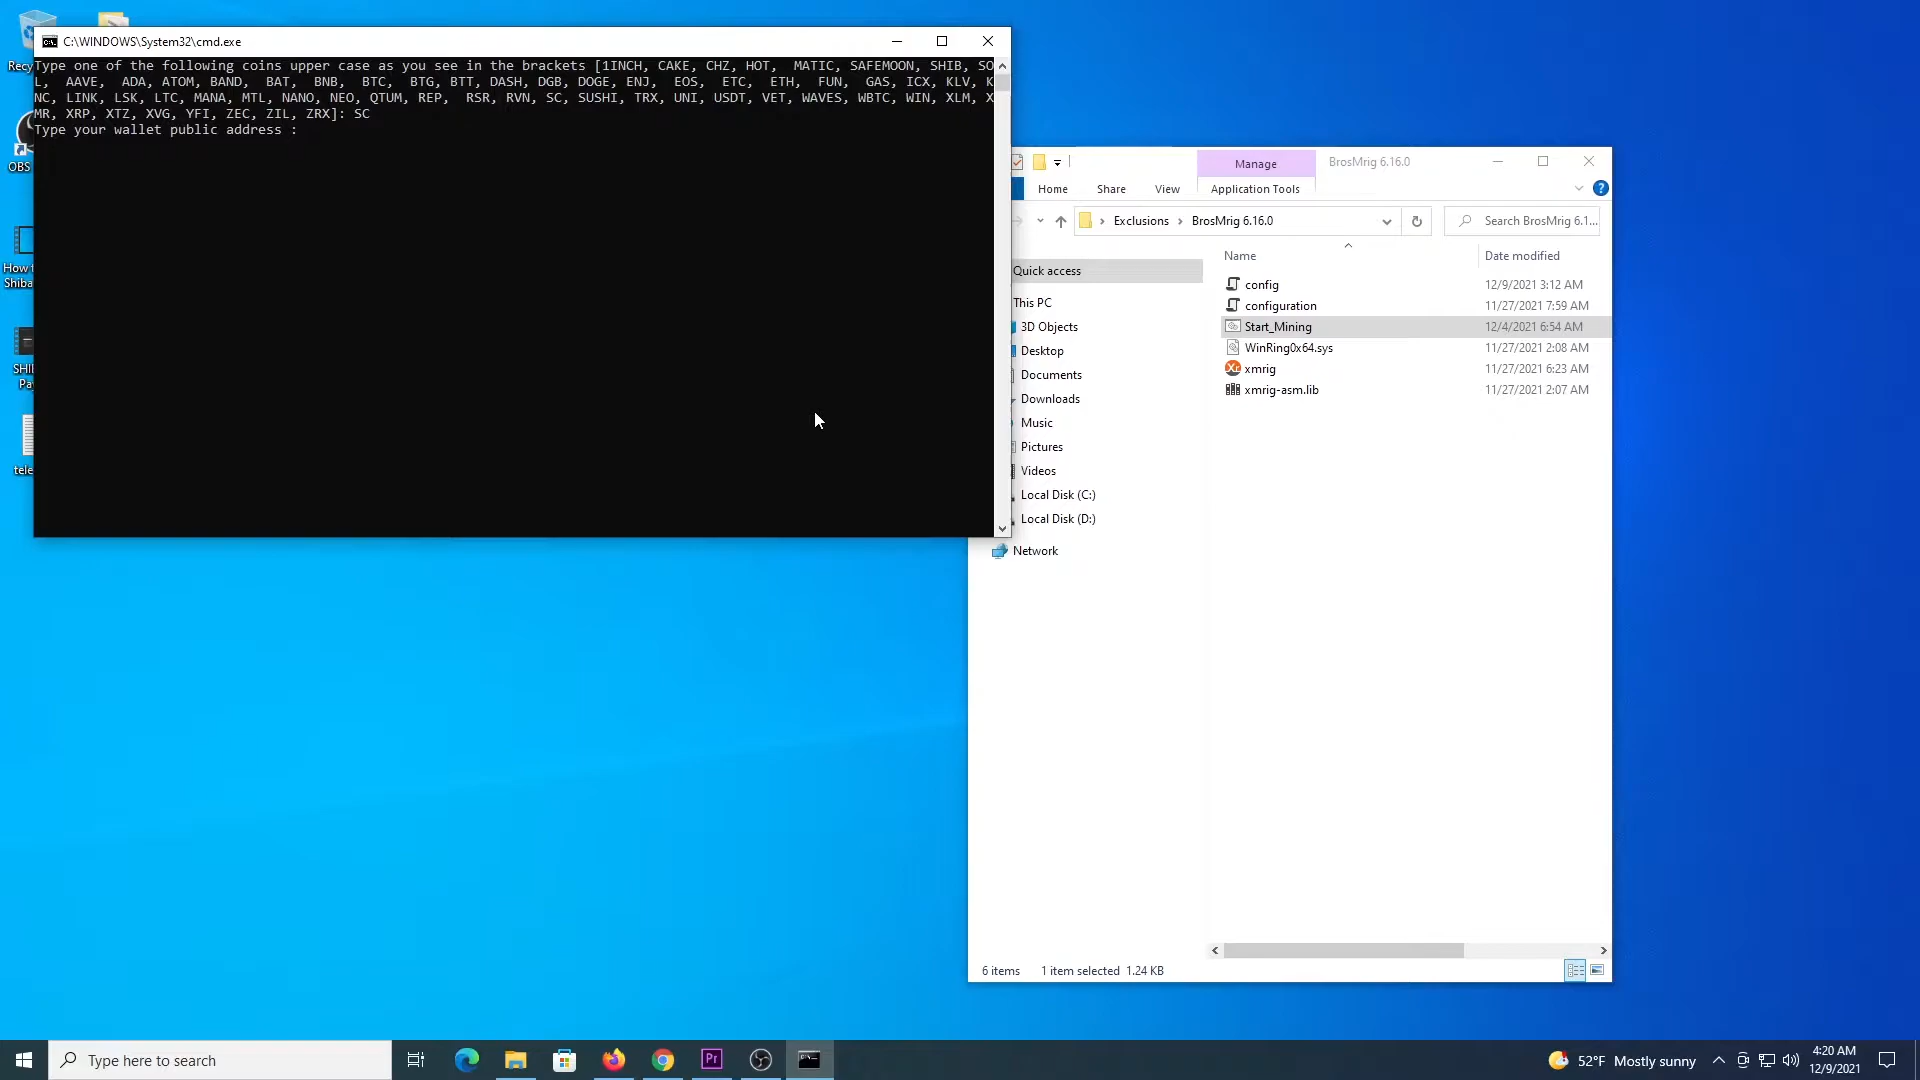 Recy
C:\WINDOWS\System32\cmd.exe
Type one of the following coins upper case as you see in the brackets [1INCH, CAKE, CHZ, HOT,  MATIC, SAFEMOON, SHIB, SO
L,  AAVE,  ADA, ATOM, BAND,  BAT,  BNB,  BTC,  BTG, BTT, DASH, DGB, DOGE, ENJ,  EOS,  ETC,  ETH,  FUN,  GAS, ICX, KLV, K
NC, LINK, LSK, LTC, MANA, MTL, NANO, NEO, QTUM, REP,  RSR, RVN, SC, SUSHI, TRX, UNI, USDT, VET, WAVES, WBTC, WIN, XLM, X
MR, XRP, XTZ, XVG, YFI, ZEC, ZIL, ZRX]: SC
Type your wallet public address :
OBS
How t
Shiba
SHI
Pa
tele
Manage
BrosMrig 6.16.0
Home
Share
View
Application Tools
Exclusions
BrosMrig 6.16.0
Search BrosMrig 6.1...
Quick access
This PC
3D Objects
Desktop
Documents
Downloads
Music
Pictures
Videos
Local Disk (C:)
Local Disk (D:)
Network
Name
Date modified
config
12/9/2021 3:12 AM
configuration
11/27/2021 7:59 AM
Start_Mining
12/4/2021 6:54 AM
WinRing0x64.sys
11/27/2021 2:08 AM
xmrig
11/27/2021 6:23 AM
xmrig-asm.lib
11/27/2021 2:07 AM
6 items
1 item selected  1.24 KB
Type here to search
Pr
52°F  Mostly sunny
4:20 AM
12/9/2021